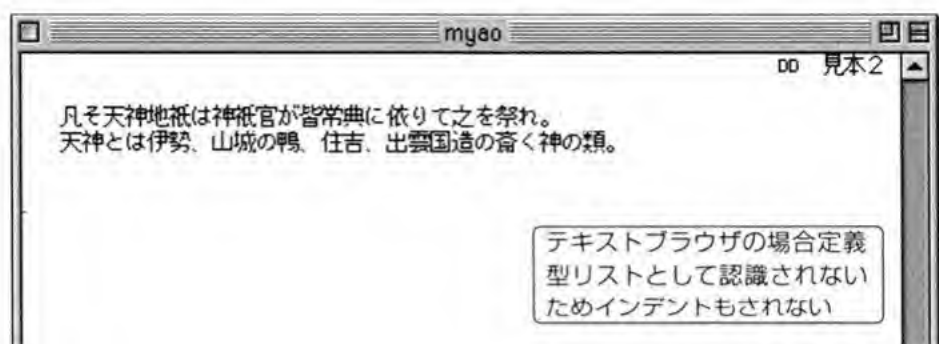 myao
DD 見本2
凡そ天神地祇は神祇官が皆常典に依りて之を祭れ。
天神とは伊勢、山城の鴨、住吉、出雲国造の斎く神の類。
テキストブラウザの場合定義
型リストとして認識されない
ためインデントもされない